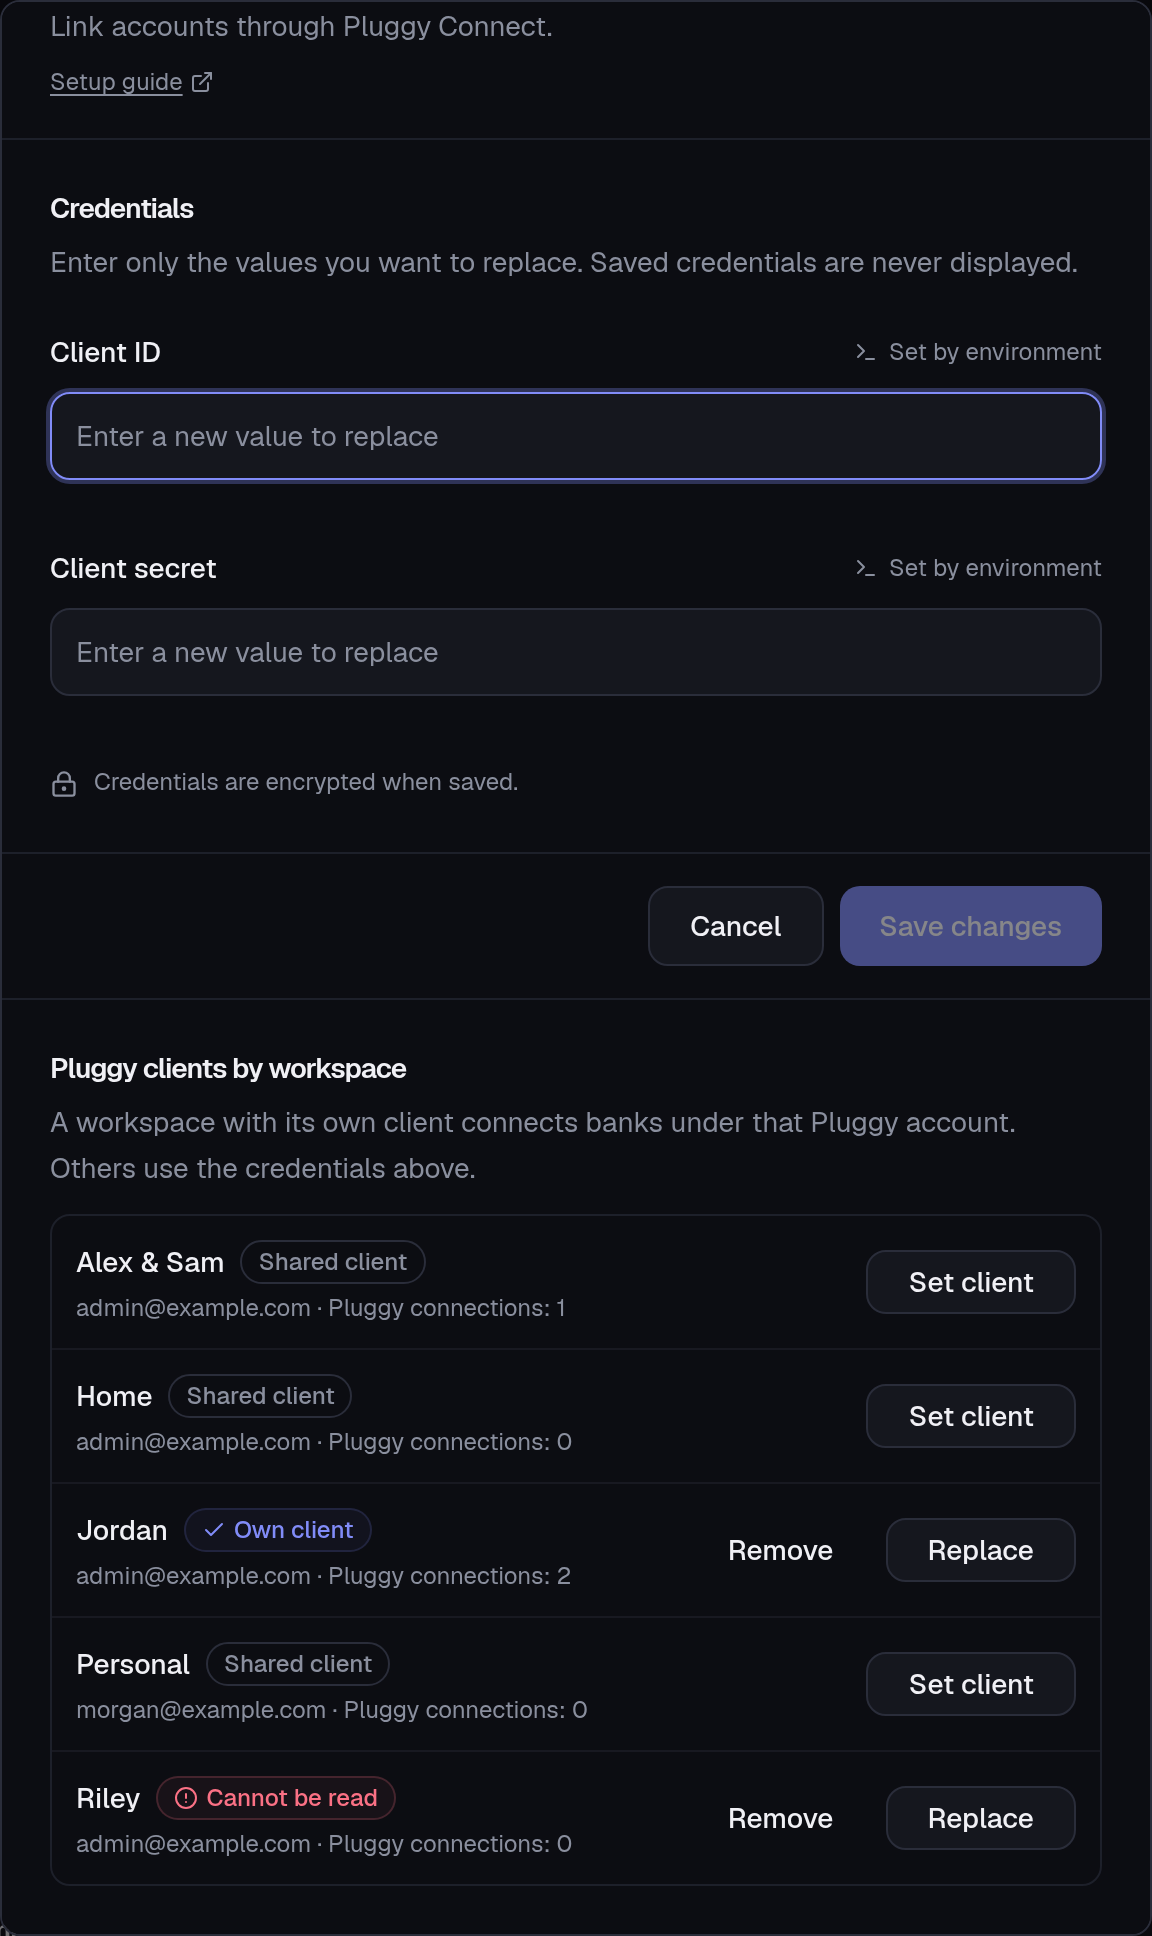 Link accounts through Pluggy Connect.
Setup guide
Credentials
Enter only the values you want to replace. Saved credentials are never displayed.
Client ID
Set by environment
Enter a new value to replace
Client secret
Set by environment
Enter a new value to replace
Credentials are encrypted when saved.
Cancel
Save changes
Pluggy clients by workspace
A workspace with its own client connects banks under that Pluggy account.
Others use the credentials above.
Alex & Sam
Shared client
admin@example.com · Pluggy connections: 1
Set client
Home
Shared client
admin@example.com · Pluggy connections: 0
Set client
Jordan
Own client
admin@example.com · Pluggy connections: 2
Remove
Replace
Personal
Shared client
morgan@example.com · Pluggy connections: 0
Set client
Riley
Cannot be read
admin@example.com · Pluggy connections: 0
Remove
Replace